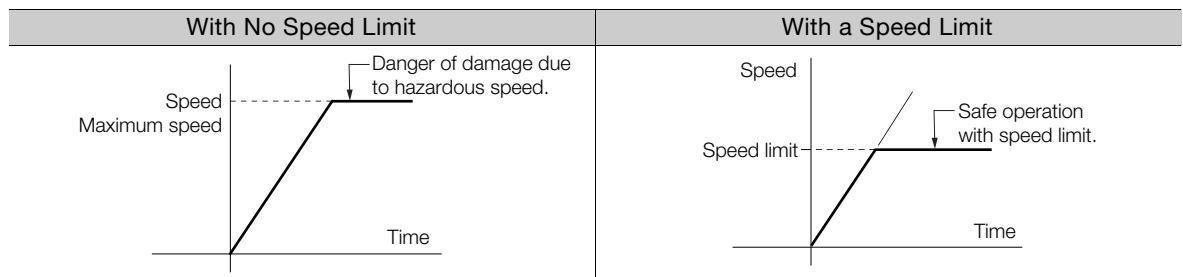 With No Speed Limit
With a Speed Limit
Danger of damage due
to hazardous speed.
Speed
Maximum speed
Time
Speed
Safe operation
with speed limit.
Speed limit
Time